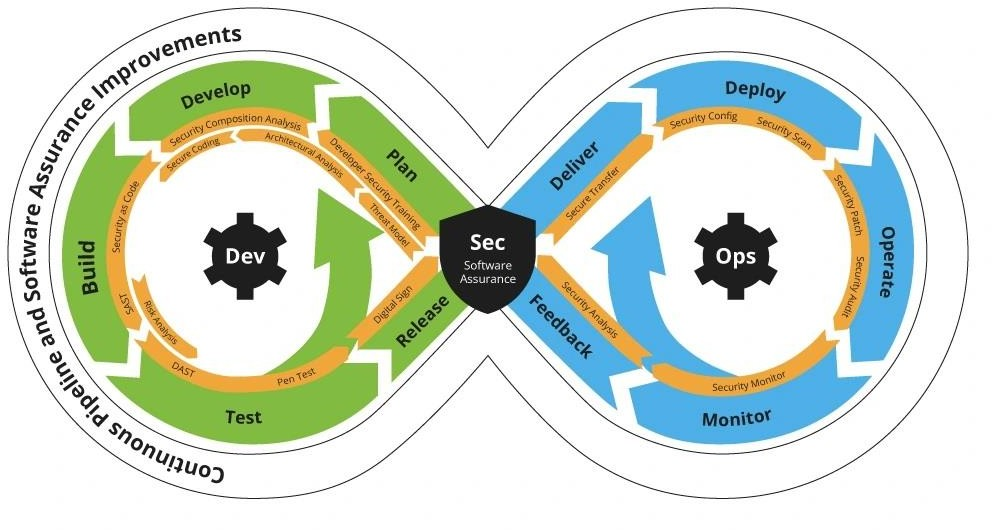 Continuous Pipeline and Software Assurance Improvements
Plan
Developer Security Training
Threat Model
Develop
Security Composition Analysis
Architectural Analysis
Secure Coding
Build
Security as Code
SAST
Risk Analysis
Test
DAST
Pen Test
Release
Digital Sign
Dev
Sec
Software
Assurance
Deliver
Secure Transfer
Deploy
Security Config
Security Scan
Operate
Security Patch
Security Audit
Monitor
Security Monitor
Feedback
Security Analysis
Ops